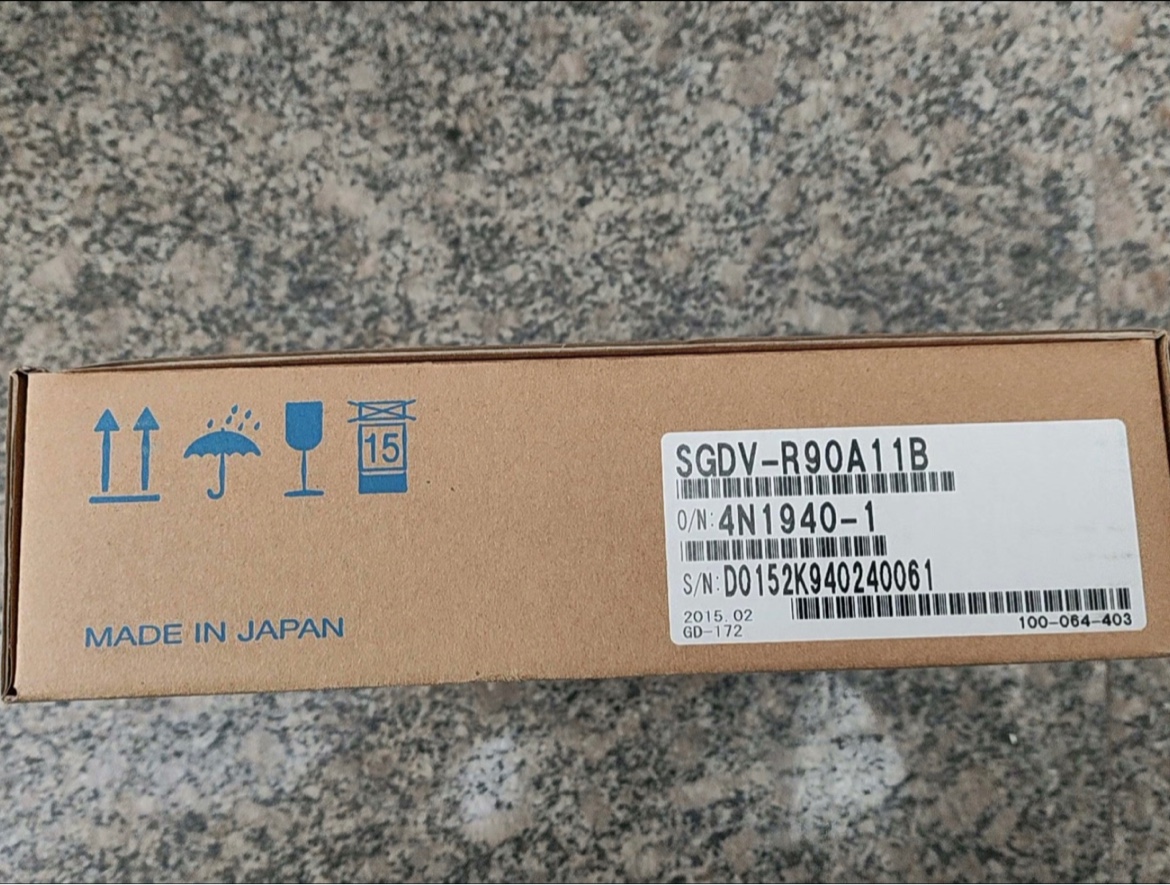 15
MADE IN JAPAN
SGDV-R90A11B
O/N: 4N1940-1
S/N: D0152K940240061
2015.02
GD-172
100-064-403